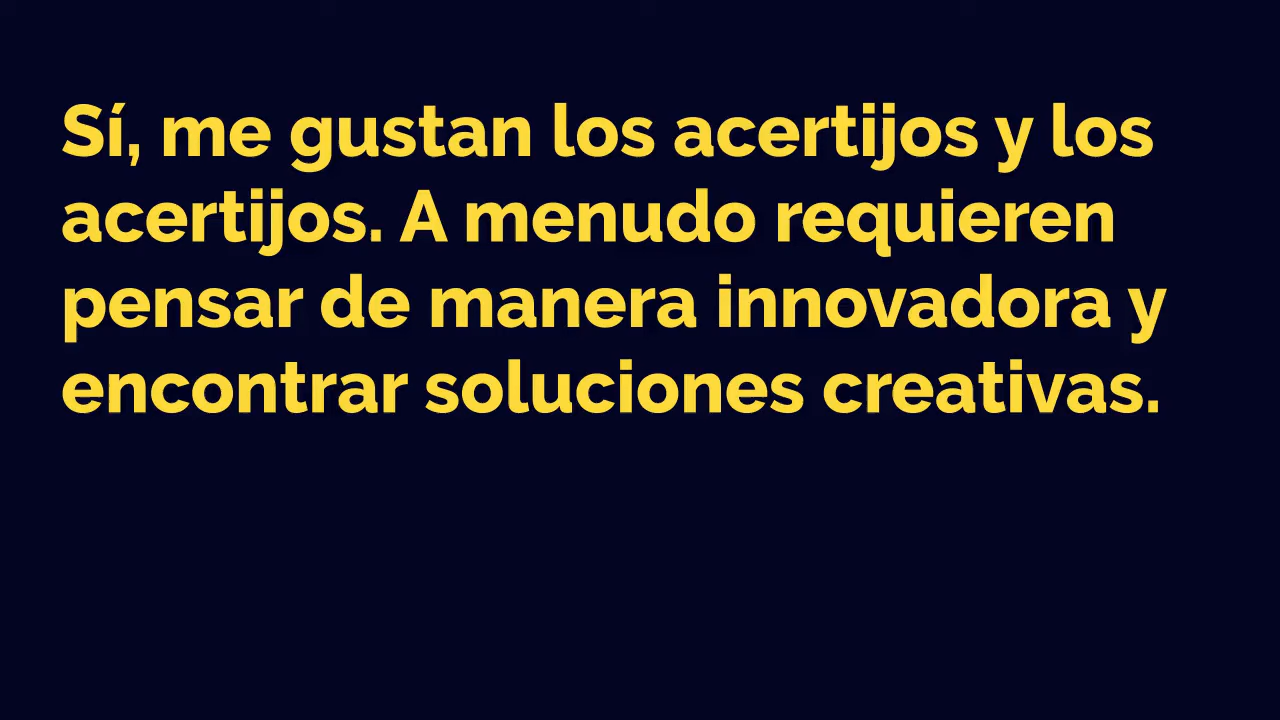 Sí, me gustan los acertijos y los
acertijos. A menudo requieren
pensar de manera innovadora y
encontrar soluciones creativas.